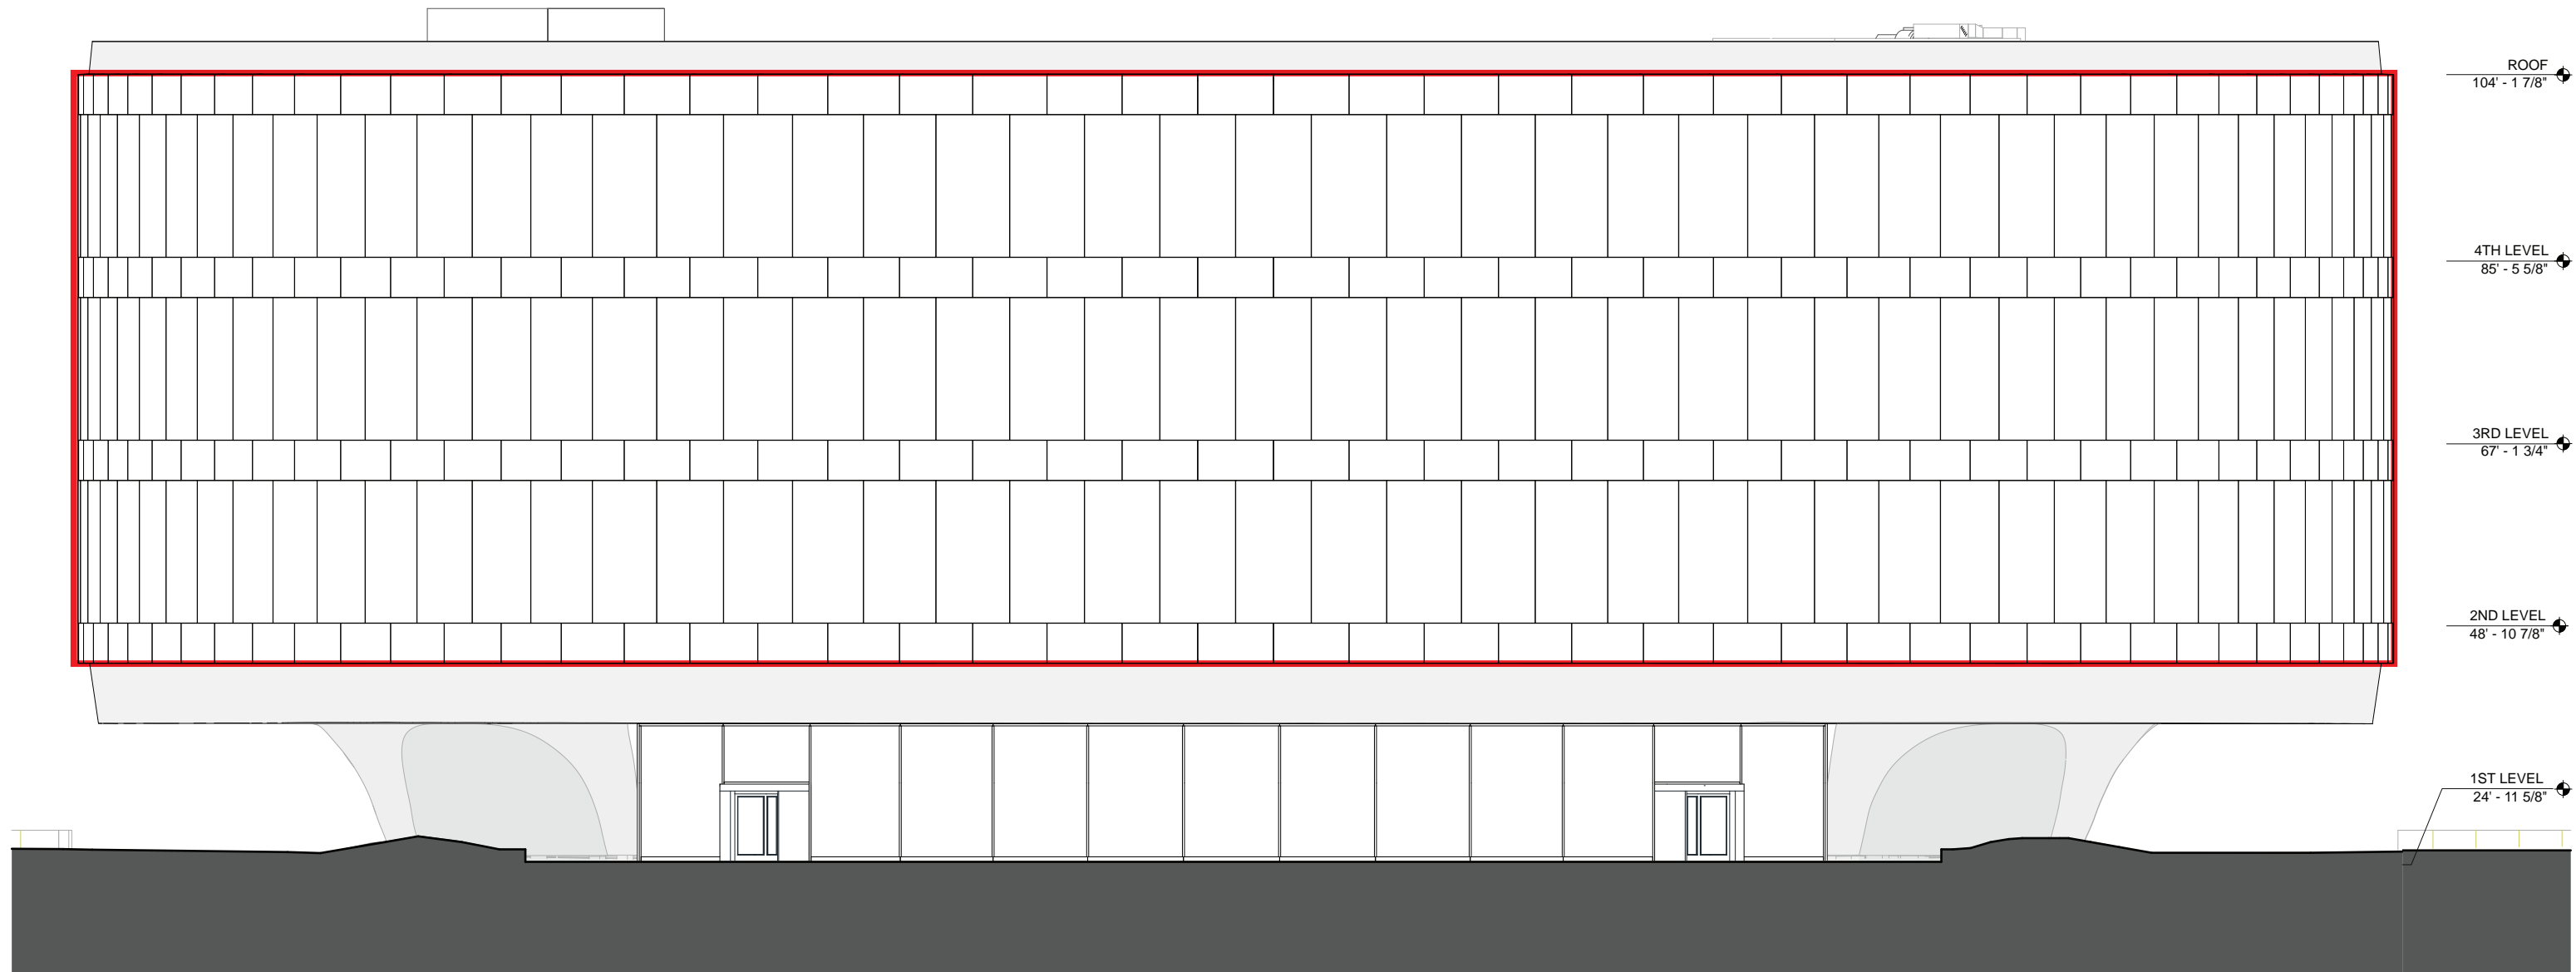 ROOF
104' - 1 7/8"
4TH LEVEL
85' - 5 5/8"
3RD LEVEL
67' - 1 3/4"
2ND LEVEL
48' - 10 7/8"
1ST LEVEL
24' - 11 5/8"